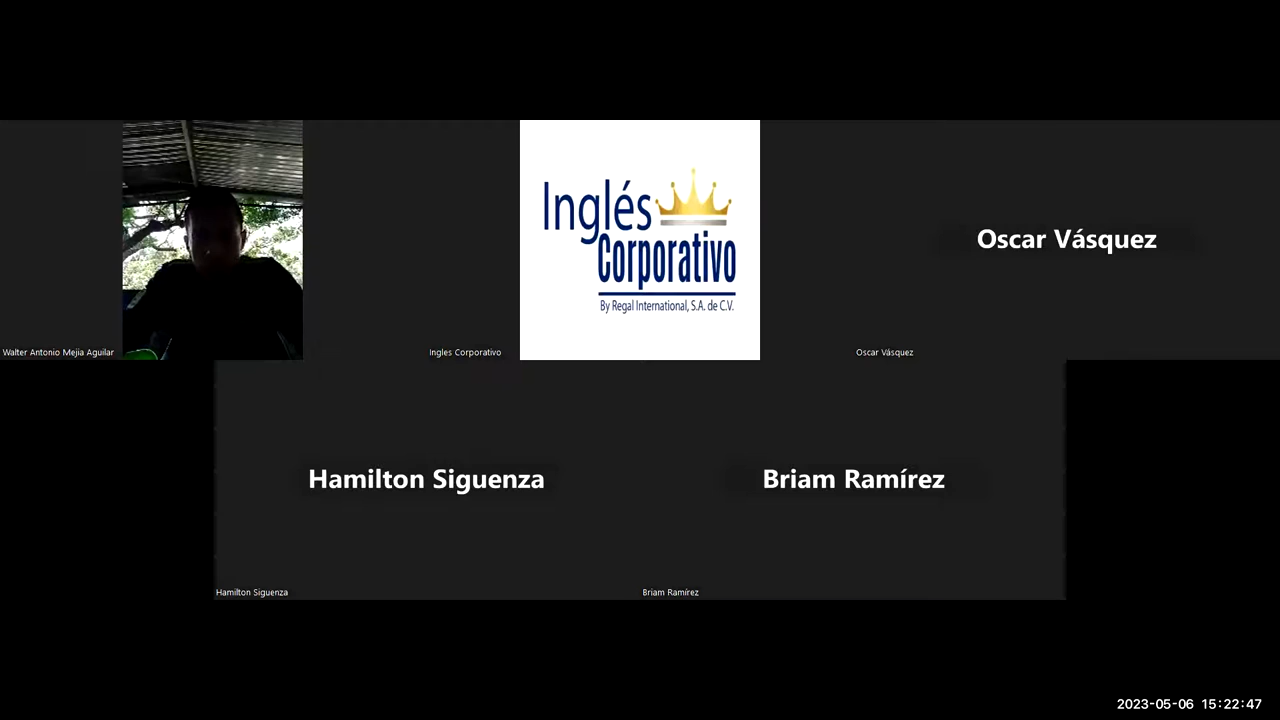 Inglés
Corporativo
By Regal International, S.A. de C.V.
Oscar Vásquez
Walter Antonio Mejia Aguilar
Ingles Corporativo
Oscar Vásquez
Hamilton Siguenza
Briam Ramírez
Hamilton Siguenza
Briam Ramírez
2023-05-06 15:22:47